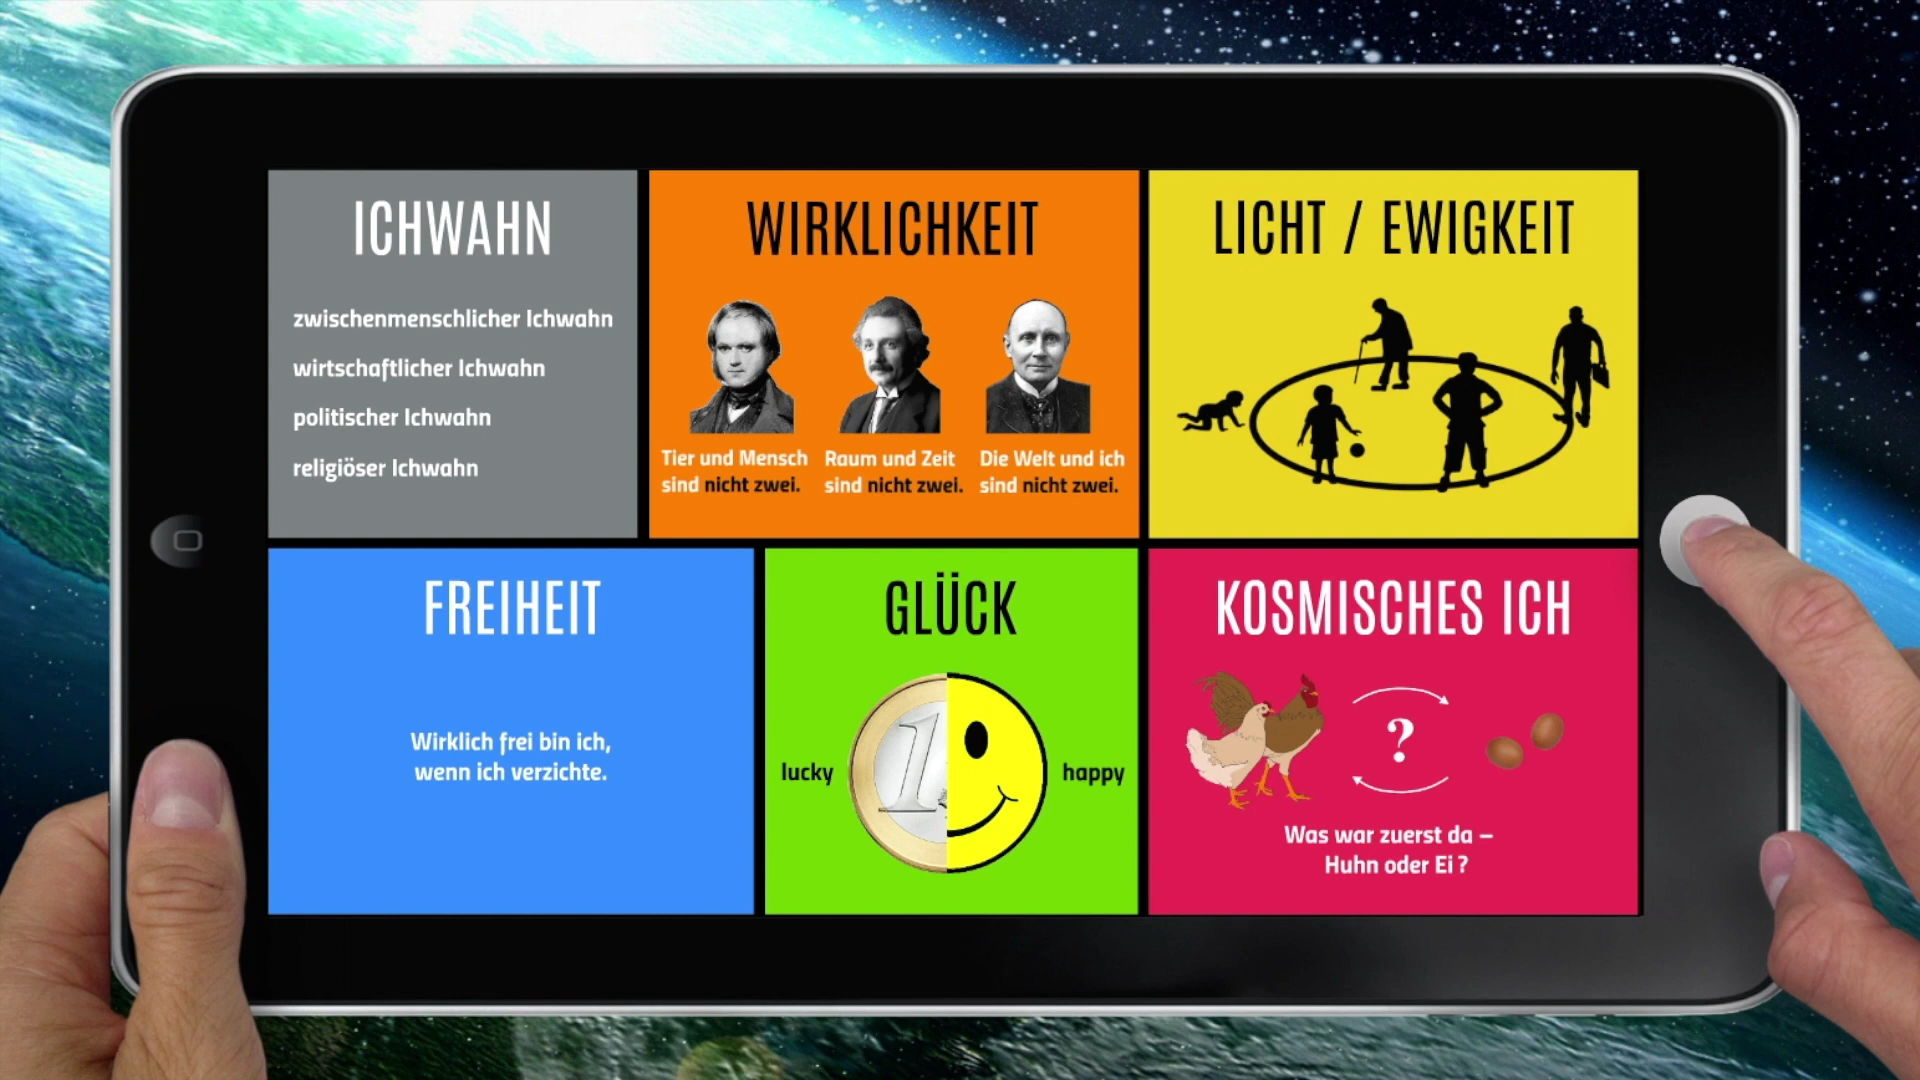 ICHWAHN
zwischenmenschlicher Ichwahn
wirtschaftlicher Ichwahn
politischer Ichwahn
religiöser Ichwahn
WIRKLICHKEIT
Tier und Mensch
sind nicht zwei.
Raum und Zeit
sind nicht zwei.
Die Welt und ich
sind nicht zwei.
LICHT / EWIGKEIT
FREIHEIT
Wirklich frei bin ich,
wenn ich verzichte.
GLÜCK
lucky
1
happy
KOSMISCHES ICH
?
Was war zuerst da –
Huhn oder Ei ?